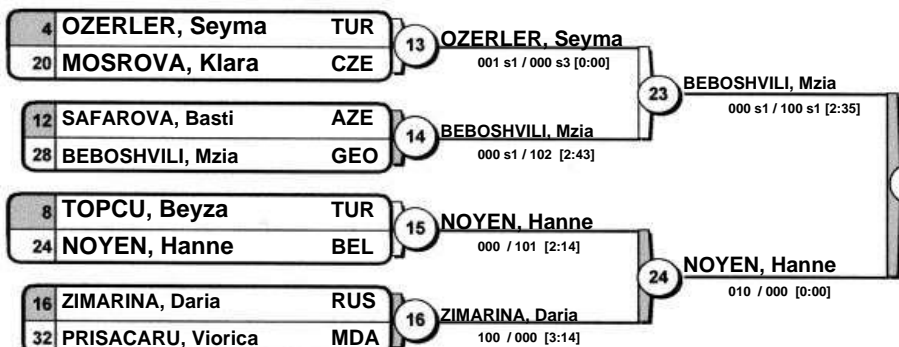 4 OZERLER, Seyma TUR
20 MOSROVA, Klara CZE
13
OZERLER, Seyma
001 s1 / 000 s3 [0:00]
12 SAFAROVA, Basti AZE
28 BEBOSHVILI, Mzia GEO
14
BEBOSHVILI, Mzia
000 s1 / 102 [2:43]
23
BEBOSHVILI, Mzia
000 s1 / 100 s1 [2:35]
8 TOPCU, Beyza TUR
24 NOYEN, Hanne BEL
15
NOYEN, Hanne
000 / 101 [2:14]
16 ZIMARINA, Daria RUS
32 PRISACARU, Viorica MDA
16
ZIMARINA, Daria
100 / 000 [3:14]
24
NOYEN, Hanne
010 / 000 [0:00]